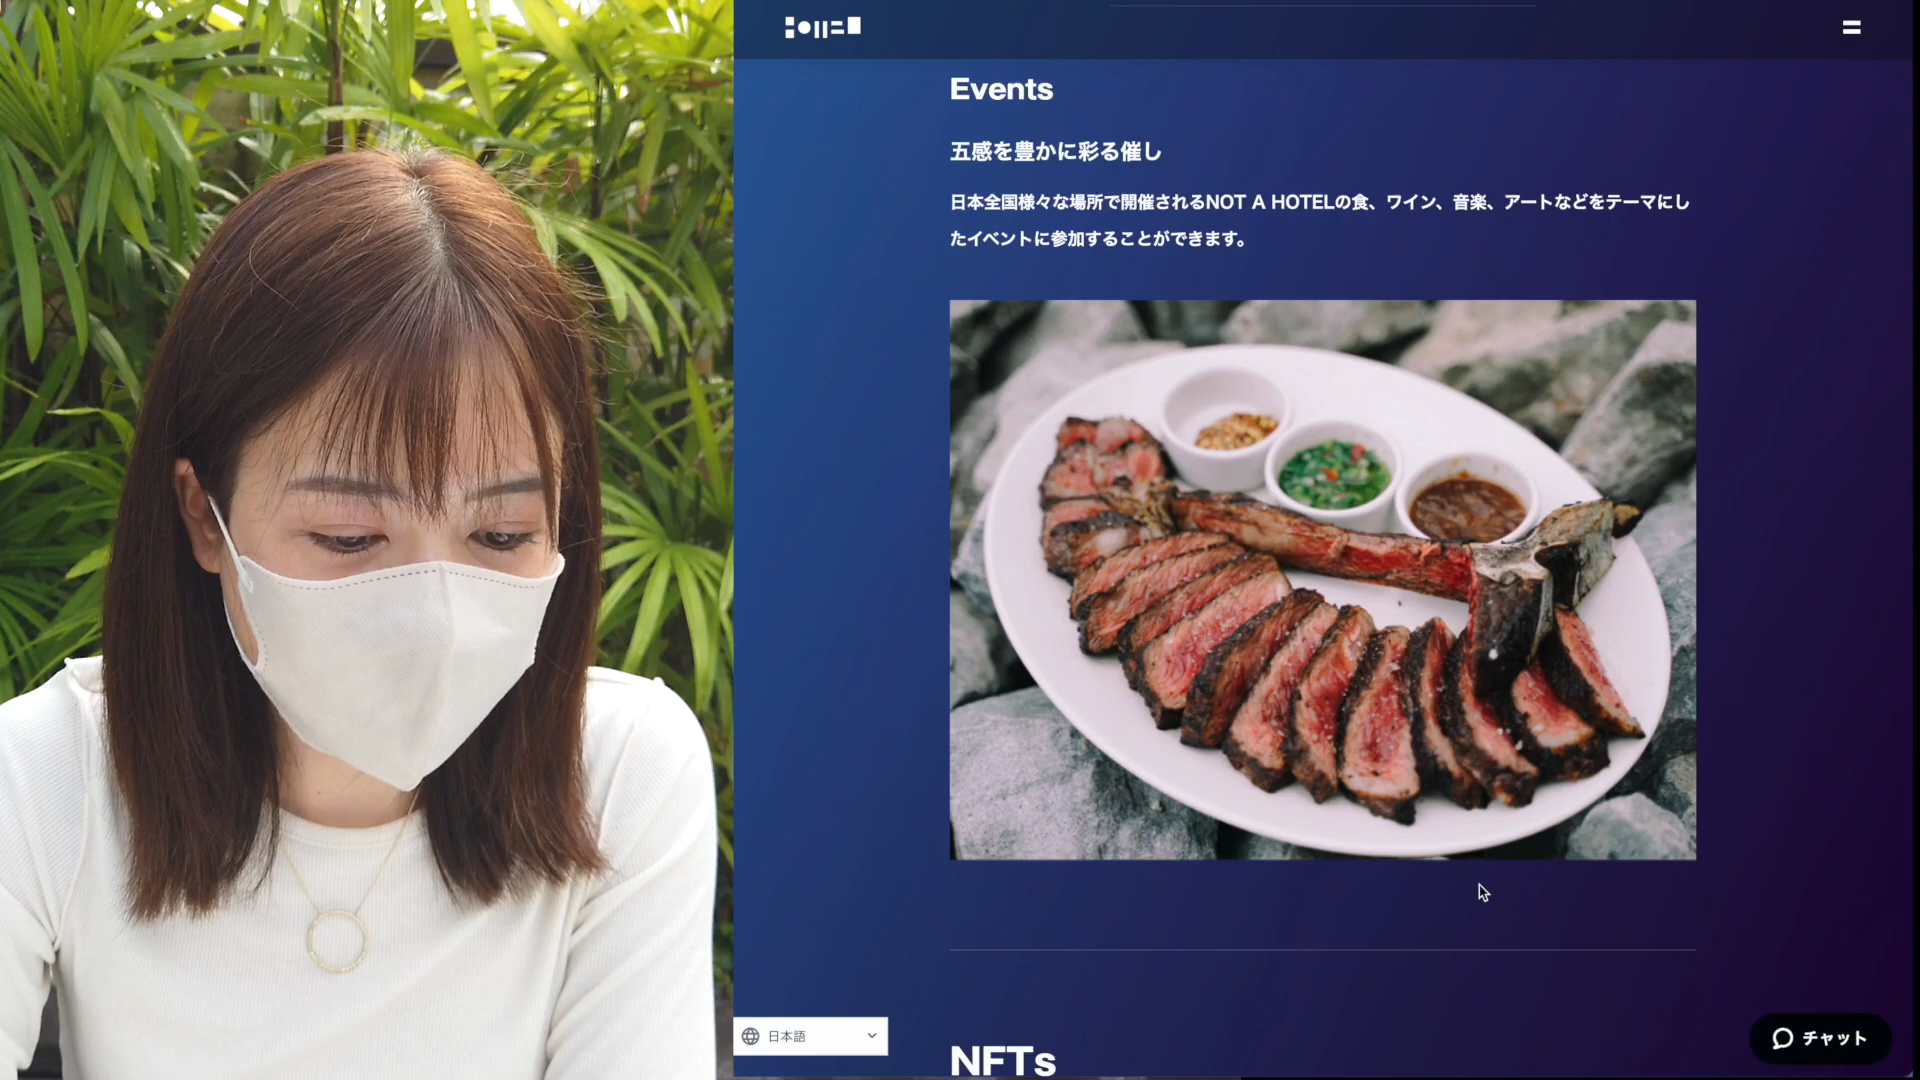 Events
五感を豊かに彩る催し
日本全国様々な場所で開催されるNOT A HOTELの食、ワイン、音楽、アートなどをテーマにし
たイベントに参加することができます。
NFTs
日本語
チャット